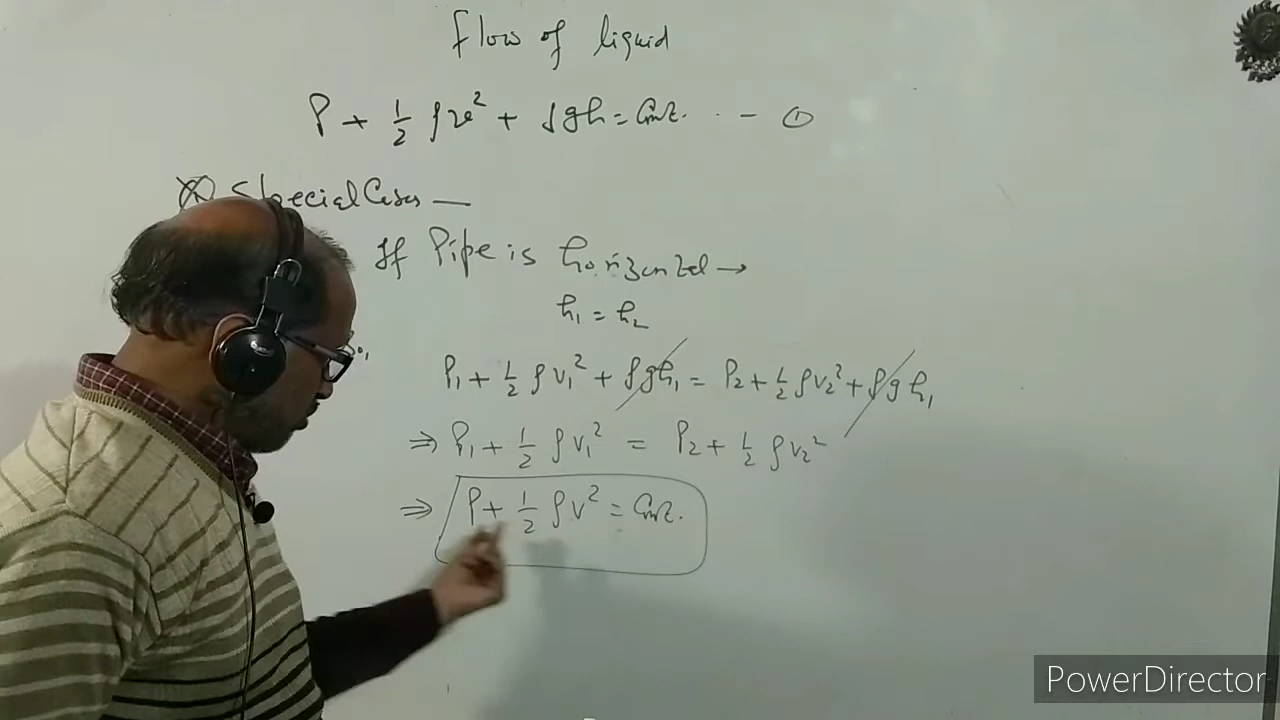 Flow of liquid
P + 1/2 ρv² + ρgh = Const. - - - ①
Special Cases —
If Pipe is horizontal →
h₁ = h₂
P₁ + 1/2 ρv₁² + ρgh₁ = P₂ + 1/2 ρv₂² + ρgh₁
⇒ P₁ + 1/2 ρv₁² = P₂ + 1/2 ρv₂²
⇒ P + 1/2 ρv² = Const.
PowerDirector